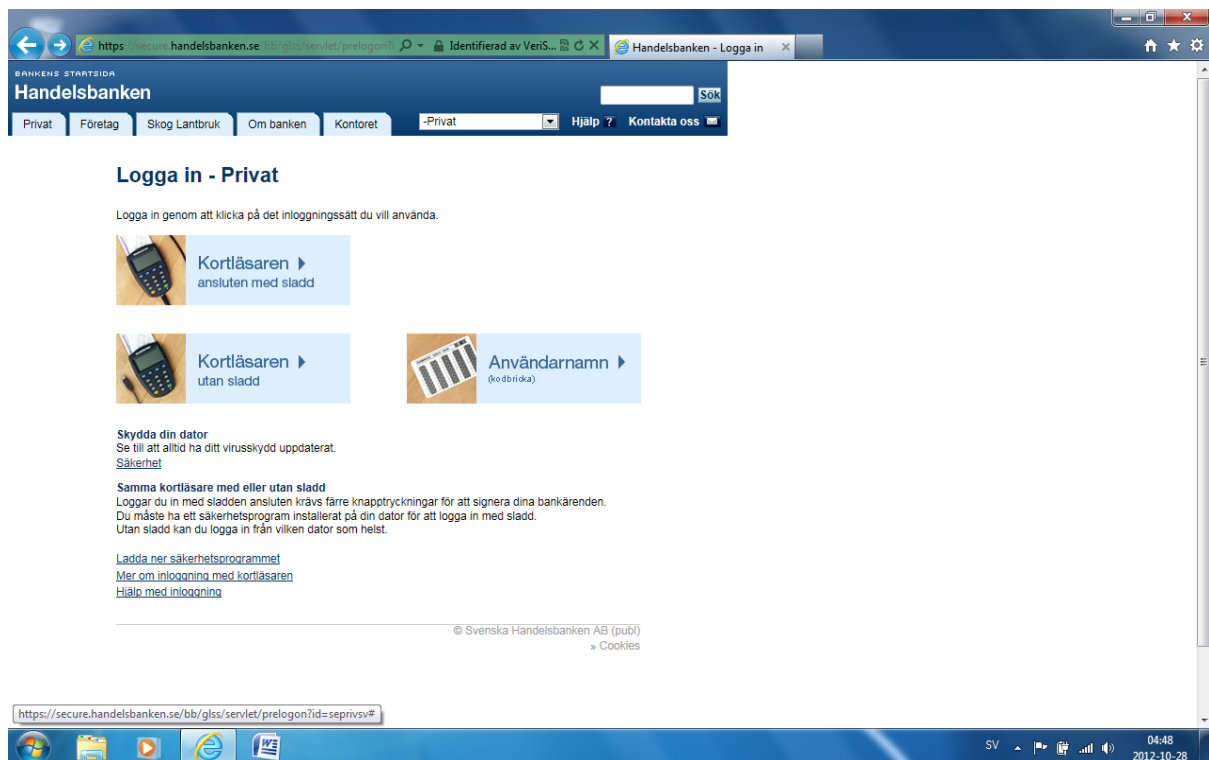 https://secure.handelsbanken.se/bb/glss/servlet/prelogon?i
Identifierad av VeriS...
Handelsbanken - Logga in
BANKENS STARTSIDA
Handelsbanken
Sök
Privat
Företag
Skog Lantbruk
Om banken
Kontoret
-Privat
Hjälp ?
Kontakta oss
Logga in - Privat
Logga in genom att klicka på det inloggningssätt du vill använda.
Kortläsaren
ansluten med sladd
Kortläsaren
utan sladd
Användarnamn
(kodbricka)
Skydda din dator
Se till att alltid ha ditt virusskydd uppdaterat.
Säkerhet
Samma kortläsare med eller utan sladd
Loggar du in med sladden ansluten krävs färre knapptryckningar för att signera dina bankärenden.
Du måste ha ett säkerhetsprogram installerat på din dator för att logga in med sladd.
Utan sladd kan du logga in från vilken dator som helst.
Ladda ner säkerhetsprogrammet
Mer om inloggning med kortläsaren
Hjälp med inloggning
© Svenska Handelsbanken AB (publ)
» Cookies
https://secure.handelsbanken.se/bb/glss/servlet/prelogon?id=seprivsv#
SV
04:48
2012-10-28